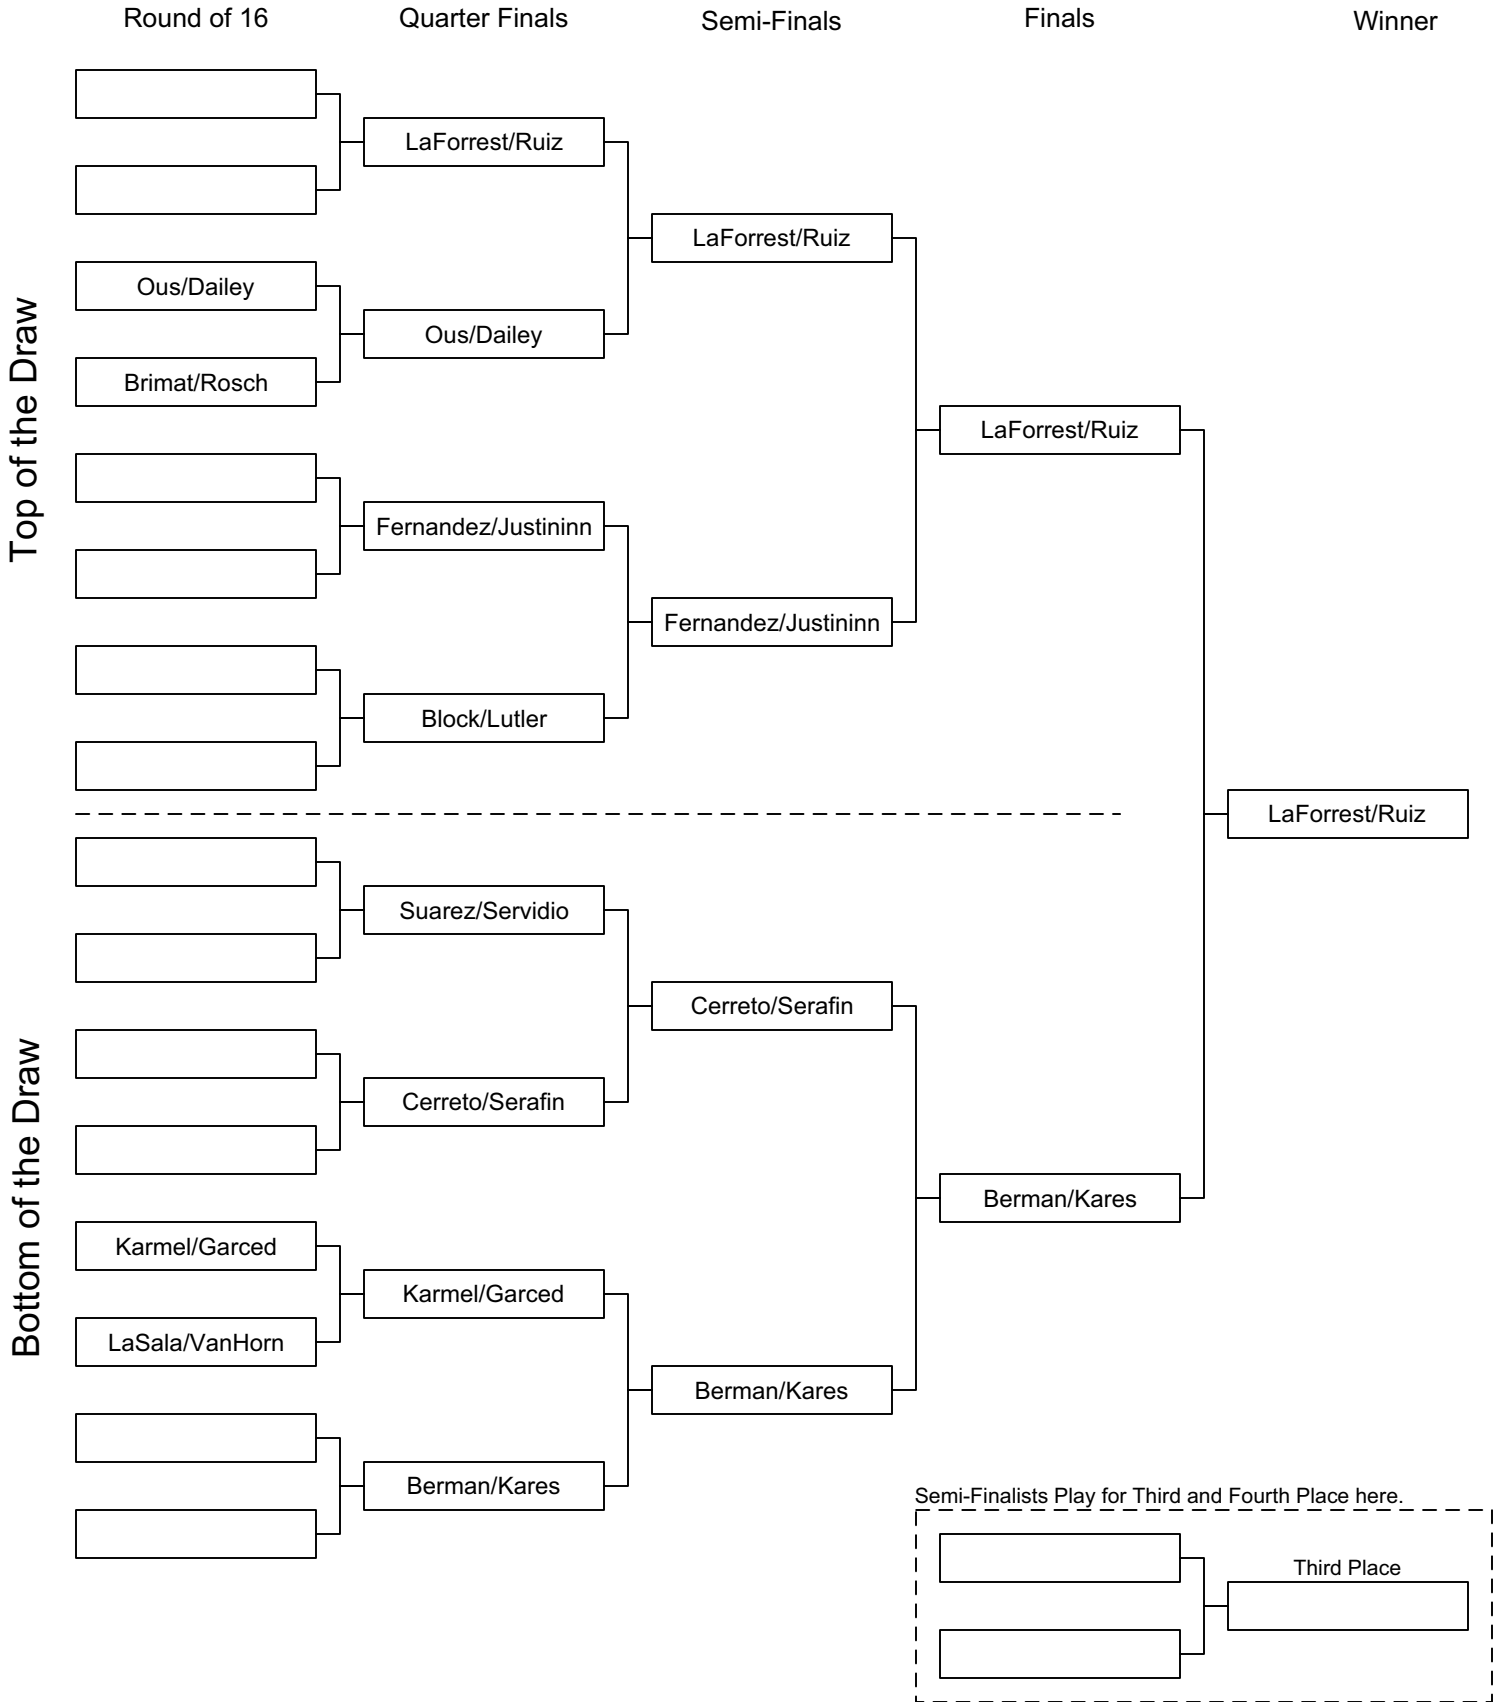 Round of 16
Quarter Finals
Semi-Finals
Finals
Winner
Top of the Draw
LaForrest/Ruiz
LaForrest/Ruiz
Ous/Dailey
Ous/Dailey
Brimat/Rosch
LaForrest/Ruiz
Fernandez/Justininn
Fernandez/Justininn
Block/Lutler
LaForrest/Ruiz
Bottom of the Draw
Suarez/Servidio
Cerreto/Serafin
Cerreto/Serafin
Berman/Kares
Karmel/Garced
Karmel/Garced
LaSala/VanHorn
Berman/Kares
Berman/Kares
Semi-Finalists Play for Third and Fourth Place here.
Third Place